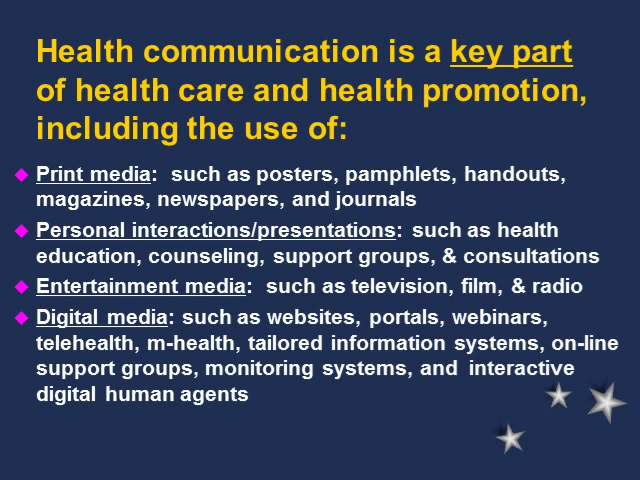 Health communication is a key part
of health care and health promotion,
including the use of:
Print media:  such as posters, pamphlets, handouts,
magazines, newspapers, and journals
Personal interactions/presentations: such as health
education, counseling, support groups, & consultations
Entertainment media:  such as television, film, & radio
Digital media: such as websites, portals, webinars,
telehealth, m-health, tailored information systems, on-line
support groups, monitoring systems, and  interactive
digital human agents